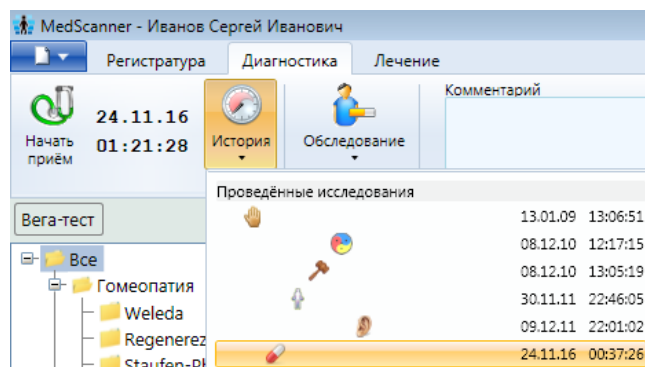 MedScanner - Иванов Сергей Иванович
Регистратура Диагностика Лечение
Комментарий
24.11.16
01:21:28
Начать
приём
История
Обследование
Проведённые исследования
Вега-тест
13.01.09 13:06:51
08.12.10 12:17:15
08.12.10 13:05:19
30.11.11 22:46:05
09.12.11 22:01:02
24.11.16 00:37:26
Все
Гомеопатия
Weleda
Regenerez